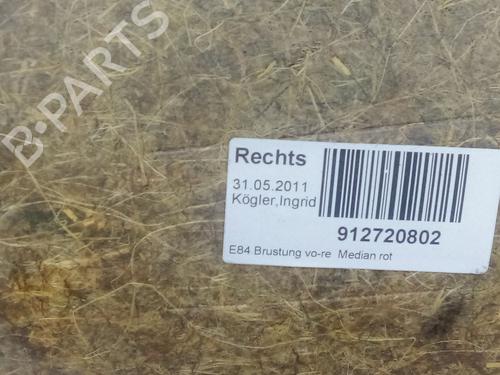 B-PARTS
Rechts
31.05.2011
Kögler,Ingrid
912720802
E84 Brustung vo-re Median rot